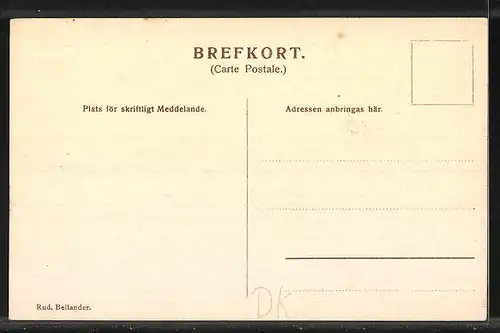 BREFKORT.
(Carte Postale.)
Plats för skriftligt Meddelande.
Adressen anbringas här.
Rud. Bellander.
DK